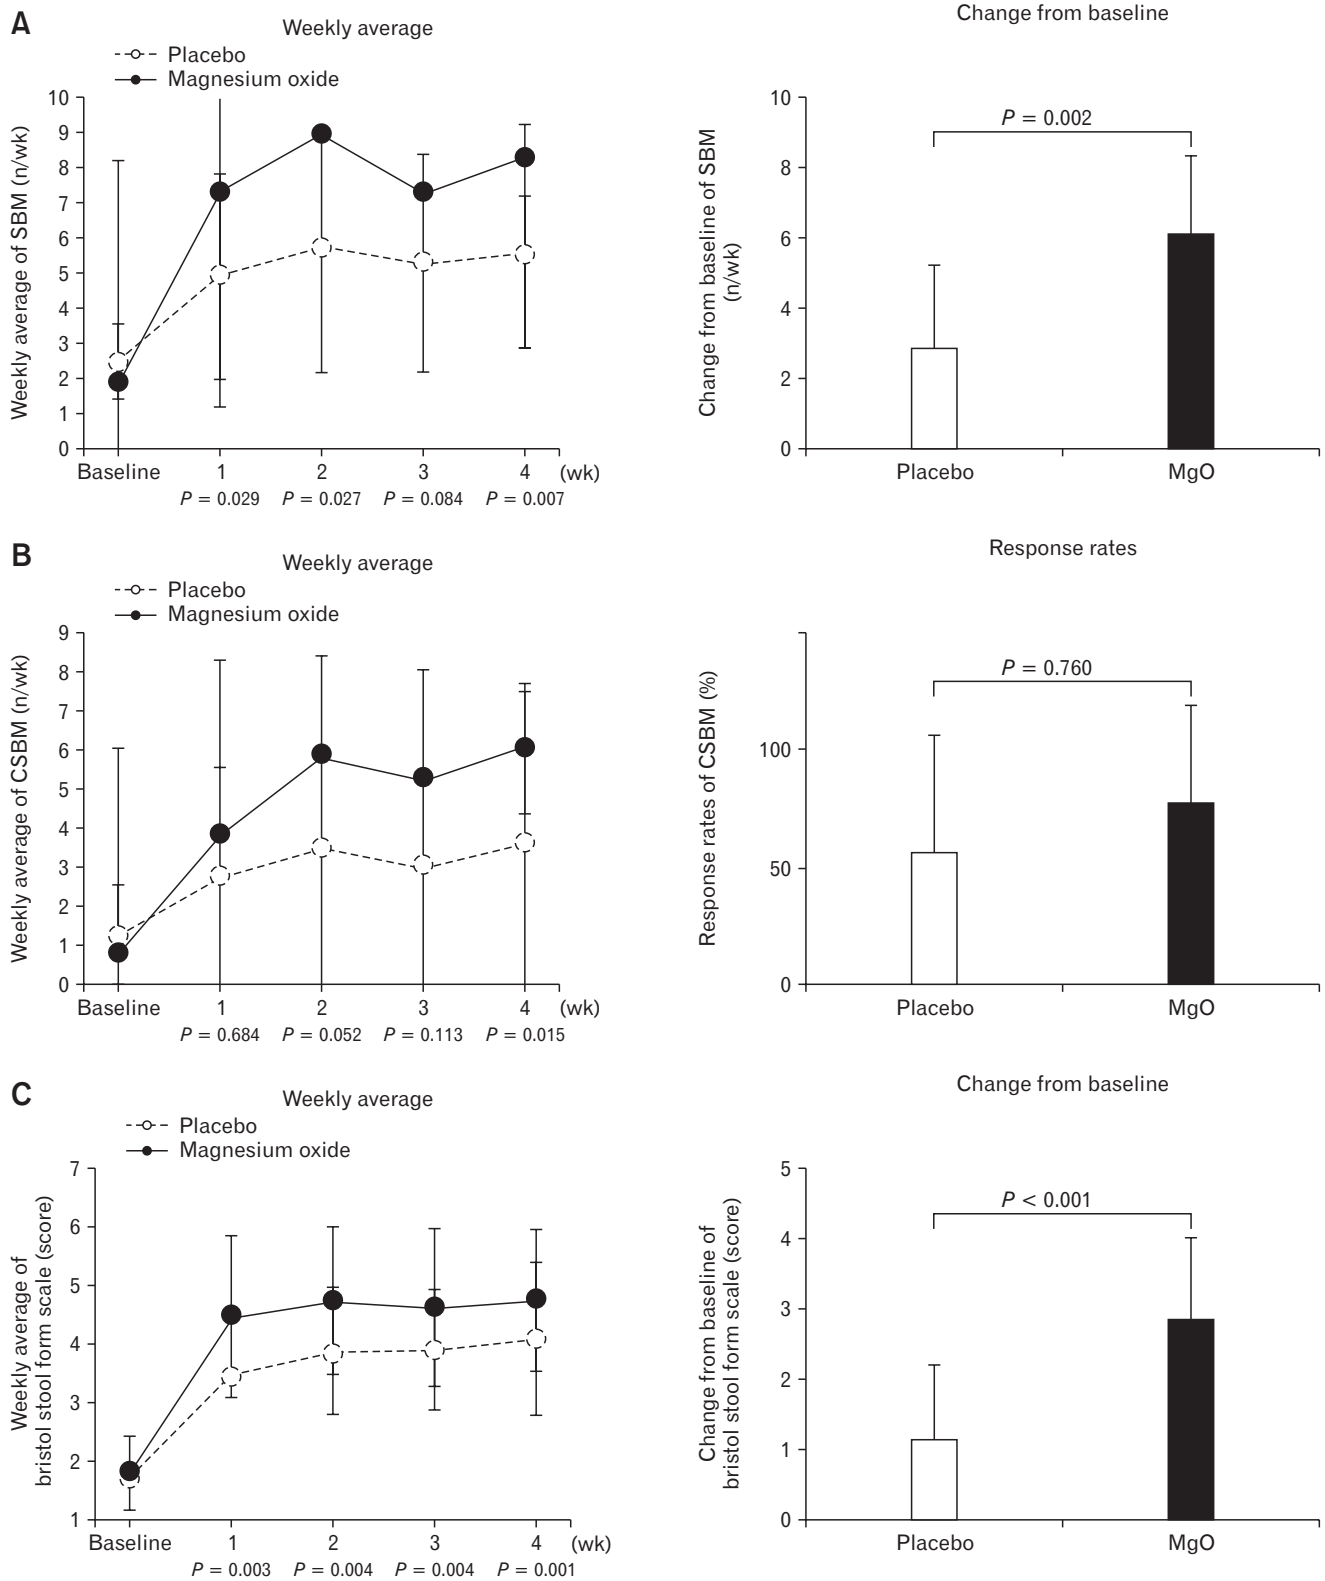 A
Weekly average
Placebo
Magnesium oxide
Weekly average of SBM (n/wk)
10
9
8
7
6
5
4
3
2
1
0
Baseline 1 2 3 4 (wk)
P = 0.029 P = 0.027 P = 0.084 P = 0.007
Change from baseline
Change from baseline of SBM
(n/wk)
10
8
6
4
2
0
P = 0.002
Placebo MgO
B
Weekly average
Placebo
Magnesium oxide
Weekly average of CSBM (n/wk)
9
8
7
6
5
4
3
2
1
0
Baseline 1 2 3 4 (wk)
P = 0.684 P = 0.052 P = 0.113 P = 0.015
Response rates
Response rates of CSBM (%)
100
50
0
P = 0.760
Placebo MgO
C
Weekly average
Placebo
Magnesium oxide
Weekly average of
bristol stool form scale (score)
7
6
5
4
3
2
1
Baseline 1 2 3 4 (wk)
P = 0.003 P = 0.004 P = 0.004 P = 0.001
Change from baseline
Change from baseline of
bristol stool form scale (score)
5
4
3
2
1
0
P < 0.001
Placebo MgO